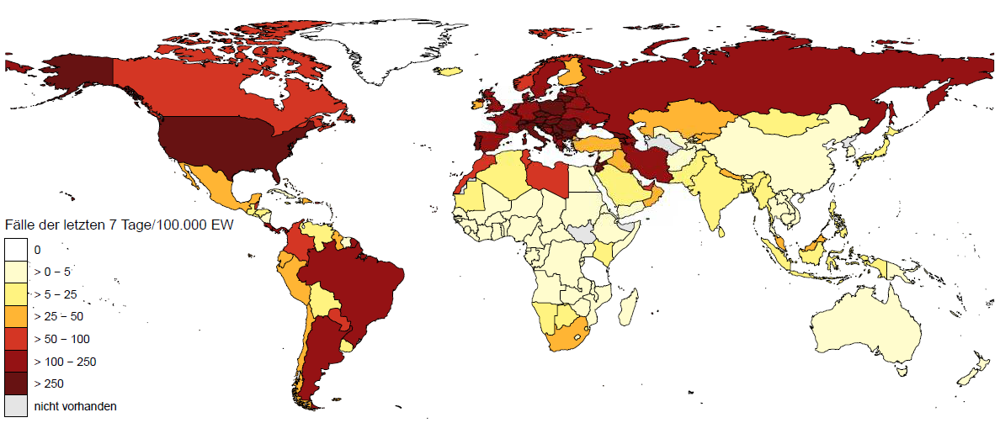 Fälle der letzten 7 Tage/100.000 EW
0
> 0 – 5
> 5 – 25
> 25 – 50
> 50 – 100
> 100 – 250
> 250
nicht vorhanden